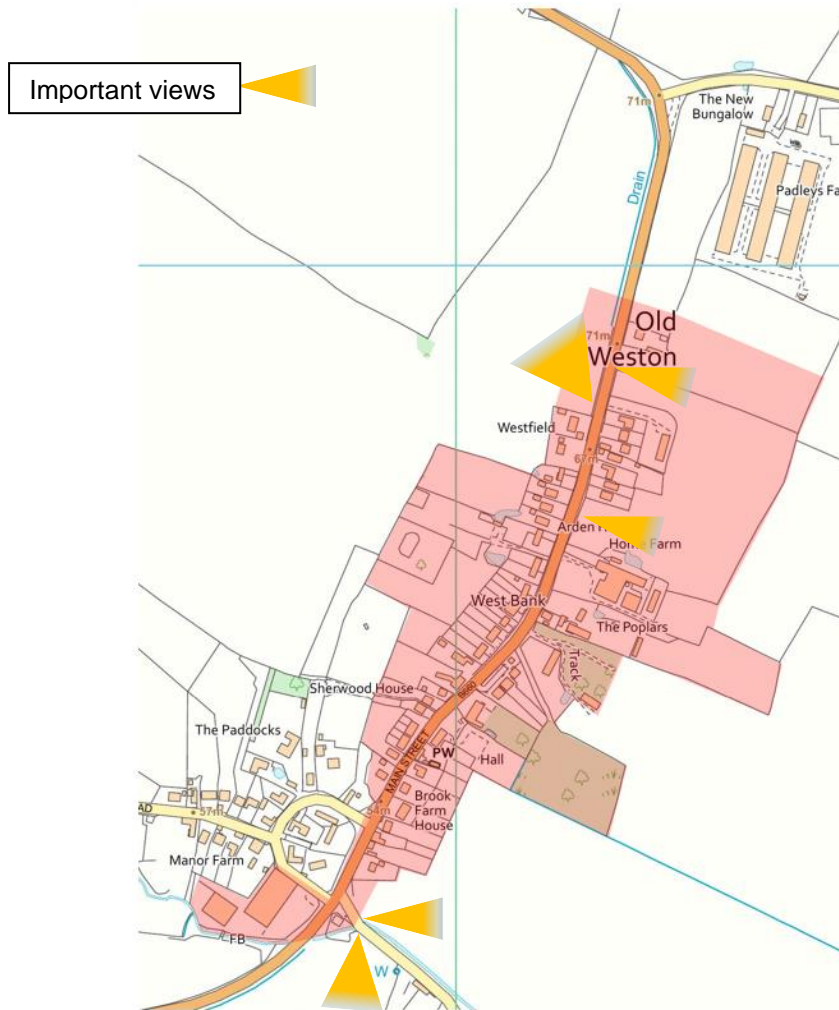 Important views
71m
The New
Bungalow
Padleys Fa
Drain
Old
71m
Weston
Westfield
67m
Arden
Home Farm
West Bank
The Poplars
Track
Sherwood House
B660
The Paddocks
MAIN STREET
PW
Hall
AD
57m
54m
Brook
Farm
House
Manor Farm
FB
W